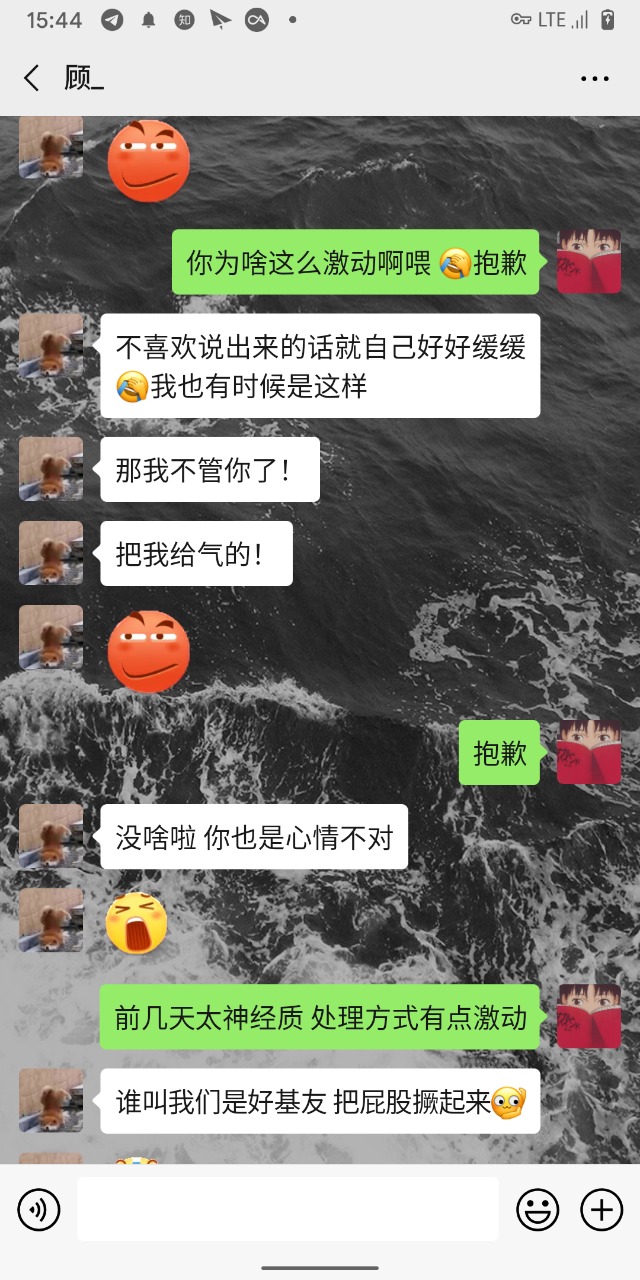 15:44
知
CA
LTE
顾_
你为啥这么激动啊喂 抱歉
不喜欢说出来的话就自己好好缓缓
我也有时候是这样
那我不管你了！
把我给气的！
抱歉
没啥啦 你也是心情不对
前几天太神经质 处理方式有点激动
谁叫我们是好基友 把屁股撅起来